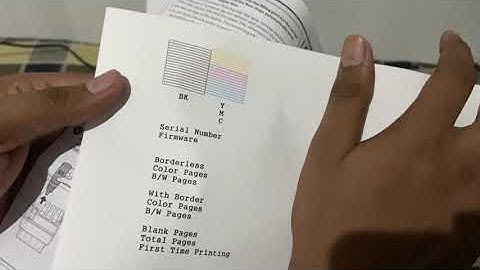 BK
Y
M
C
Serial Number
Firmware
Borderless
Color Pages
B/W Pages
With Border
Color Pages
B/W Pages
Blank Pages
Total Pages
First Time Printing